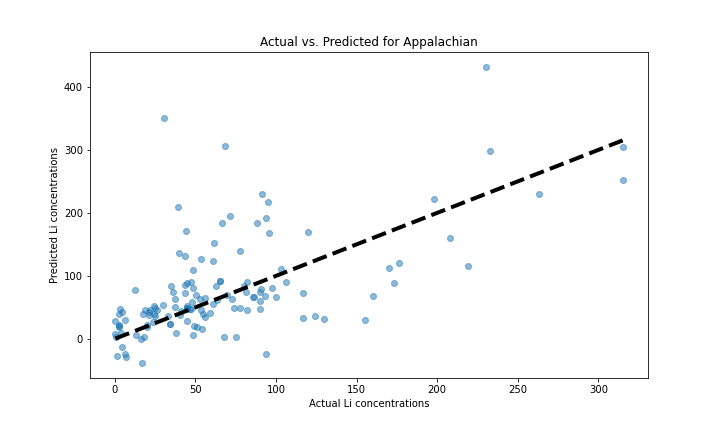 Actual vs. Predicted for Appalachian
Predicted Li concentrations
400
300
200
100
0
0 50 100 150 200 250 300
Actual Li concentrations